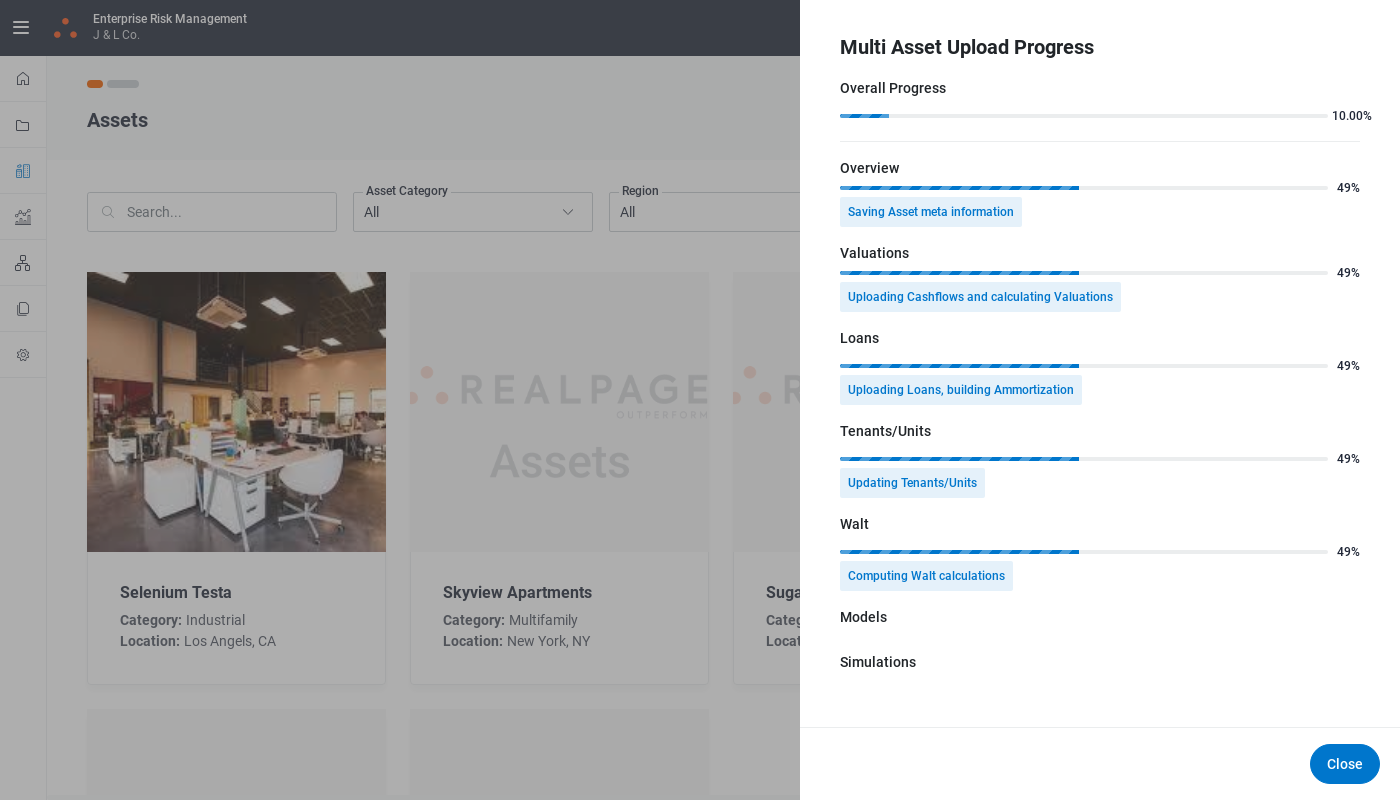 Enterprise Risk Management
J & L Co.
Assets
Search...
Asset Category
All
Region
All
REALPAGE
OUTPERFORM
Assets
R
Selenium Testa
Category: Industrial
Location: Los Angels, CA
Skyview Apartments
Category: Multifamily
Location: New York, NY
Suga
Categ
Locat
Multi Asset Upload Progress
Overall Progress
10.00%
Overview
49%
Saving Asset meta information
Valuations
49%
Uploading Cashflows and calculating Valuations
Loans
49%
Uploading Loans, building Ammortization
Tenants/Units
49%
Updating Tenants/Units
Walt
49%
Computing Walt calculations
Models
Simulations
Close